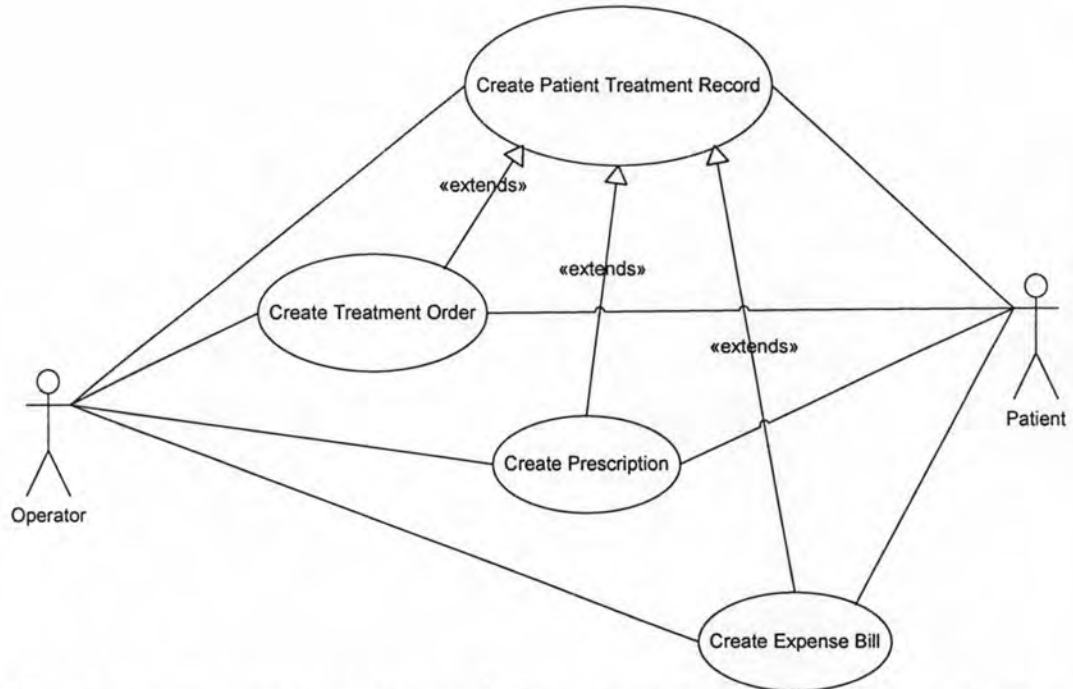 Create Patient Treatment Record
«extends»
«extends»
Create Treatment Order
«extends»
Patient
Create Prescription
Operator
Create Expense Bill